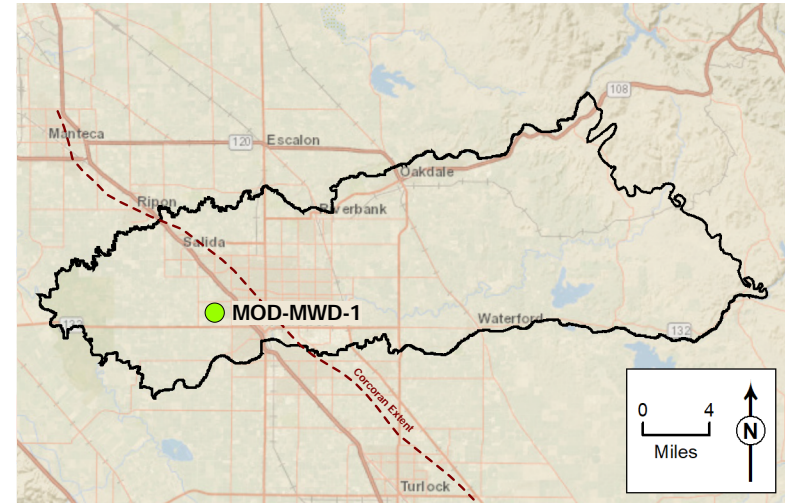 108
Manteca
120
Escalon
Oakdale
Ripon
Riverbank
Salida
MOD-MWD-1
132
Waterford
132
Corcoran Extent
Turlock
0 4
Miles
N